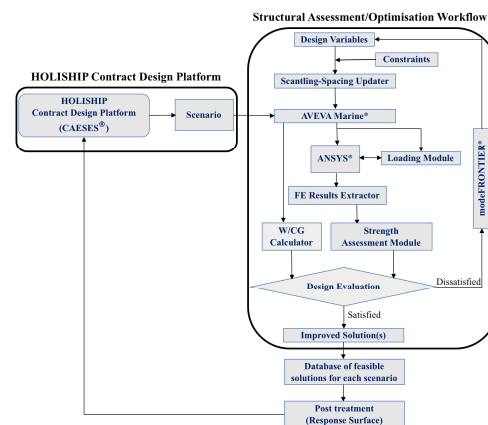 Structural Assessment/Optimisation Workflow
Design Variables
Constraints
HOLISHIP Contract Design Platform
Scantling-Spacing Updater
HOLISHIP
Contract Design Platform
(CAESES®)
Scenario
AVEVA Marine®
ANSYS®
Loading Module
modeFRONTIER®
FE Results Extractor
W/CG
Calculator
Strength
Assessment Module
Design Evaluation
Dissatisfied
Satisfied
Improved Solution(s)
Database of feasible
solutions for each scenario
Post treatment
(Response Surface)